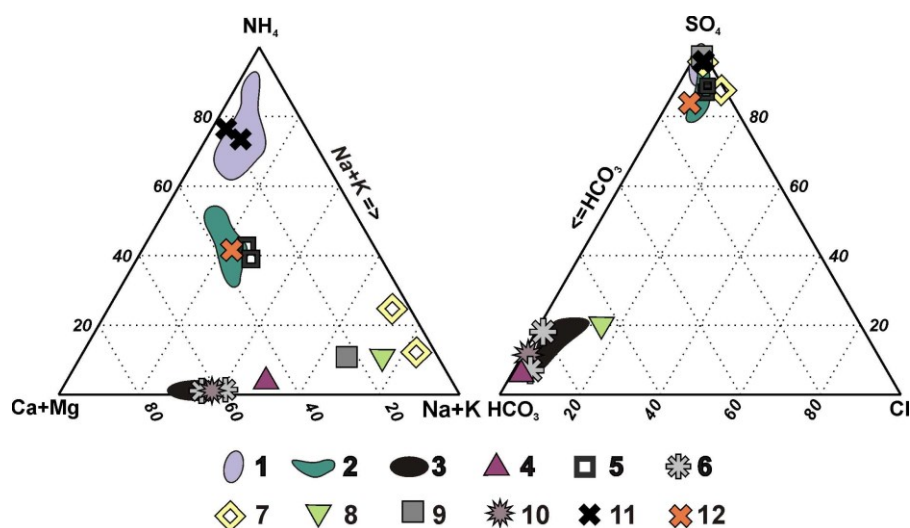 NH₄ SO₄
80 80
60 60
40 40
20 20
Na+K =>
<=HCO₃
80 60 40 20
20 40 60 80
Ca+Mg Na+K HCO₃ Cl
1 2 3 4 5 6
7 8 9 10 11 12